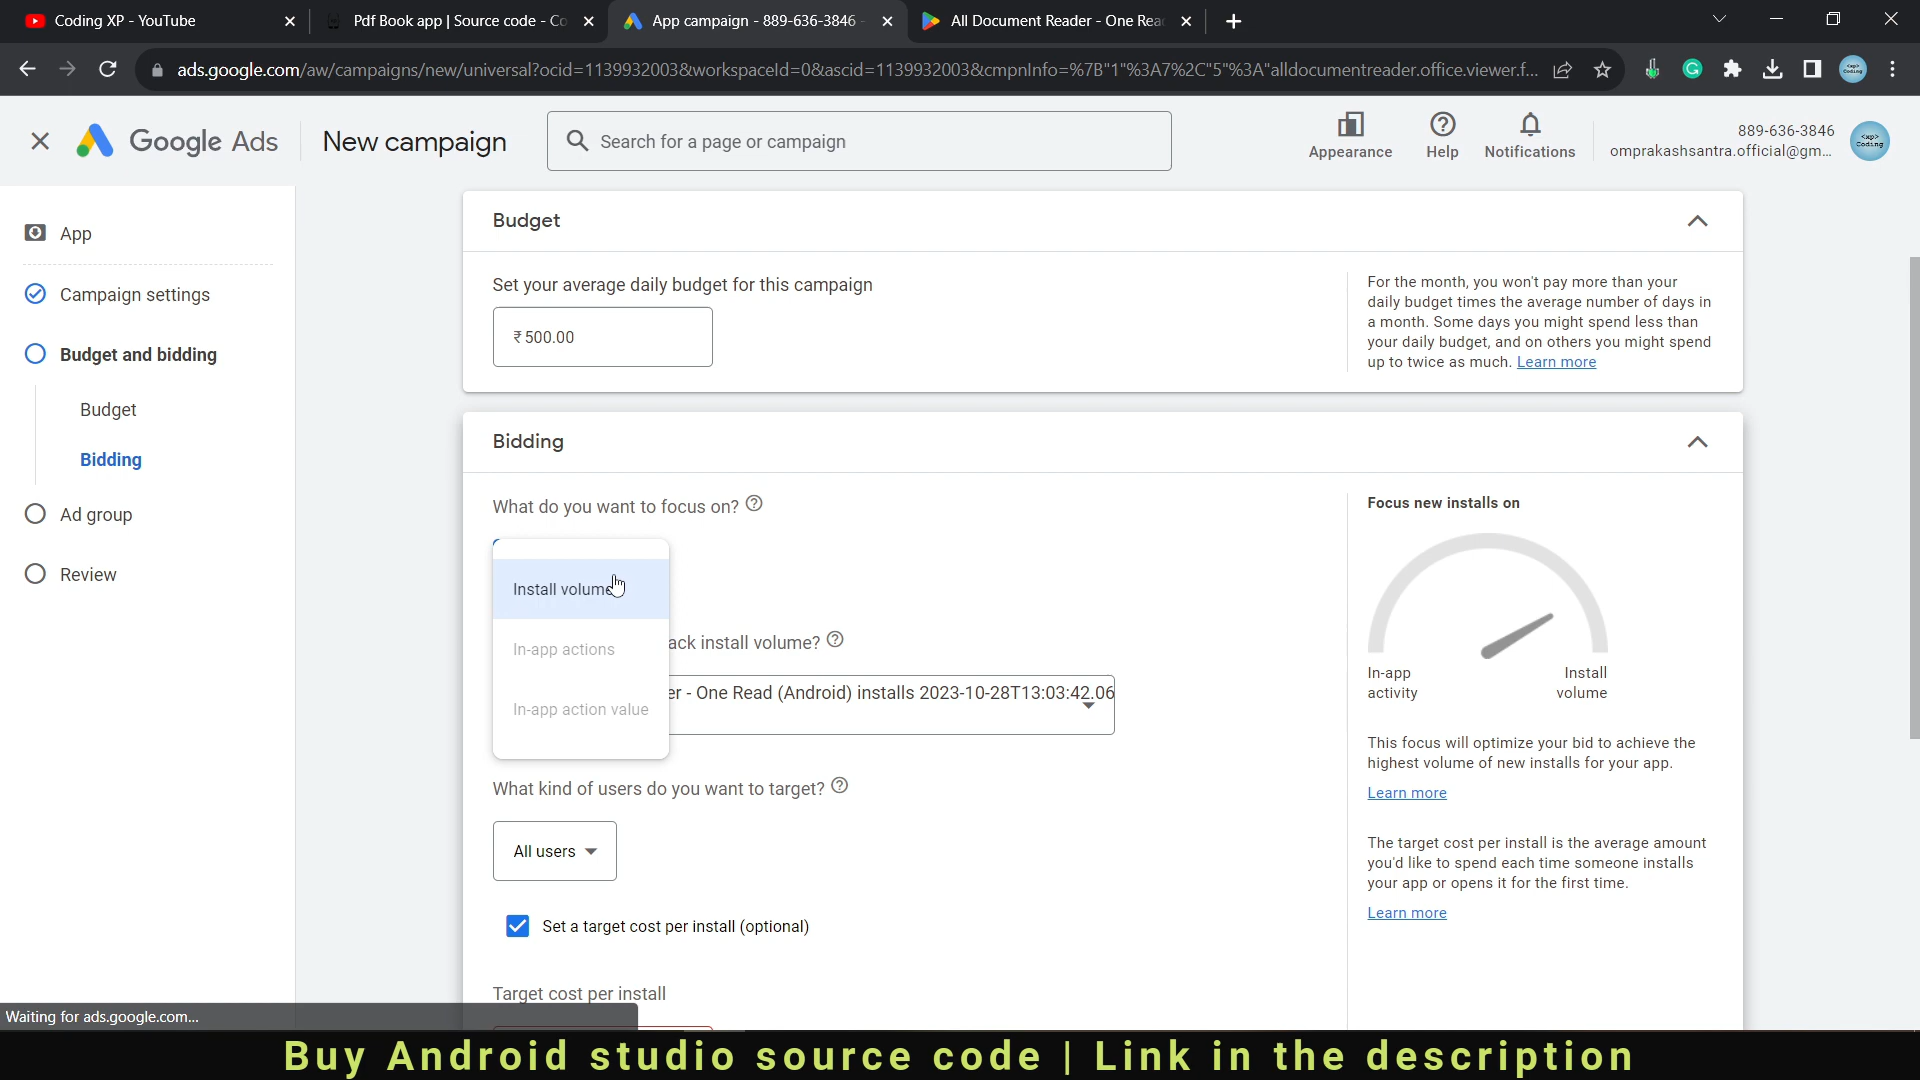 Coding XP - YouTube
Pdf Book app | Source code - Co
App campaign - 889-636-3846 -
All Document Reader - One Read
ads.google.com/aw/campaigns/new/universal?ocid=1139932003&workspaceId=0&ascid=1139932003&cmpnInfo=%7B"1"%3A7%2C"5"%3A"alldocumentreader.office.viewer.f...
Google Ads
New campaign
Search for a page or campaign
Appearance
Help
Notifications
889-636-3846
omprakashsantra.official@gm...
<xp>
Coding
App
Campaign settings
Budget and bidding
Budget
Bidding
Ad group
Review
Budget
Set your average daily budget for this campaign
₹500.00
For the month, you won't pay more than your
daily budget times the average number of days in
a month. Some days you might spend less than
your daily budget, and on others you might spend
up to twice as much. Learn more
Bidding
What do you want to focus on?
Install volume
In-app actions
In-app action value
ack install volume?
er - One Read (Android) installs 2023-10-28T13:03:42.06
What kind of users do you want to target?
All users
Set a target cost per install (optional)
Target cost per install
Focus new installs on
In-app
activity
Install
volume
This focus will optimize your bid to achieve the
highest volume of new installs for your app.
Learn more
The target cost per install is the average amount
you'd like to spend each time someone installs
your app or opens it for the first time.
Learn more
Waiting for ads.google.com...
Buy Android studio source code | Link in the description